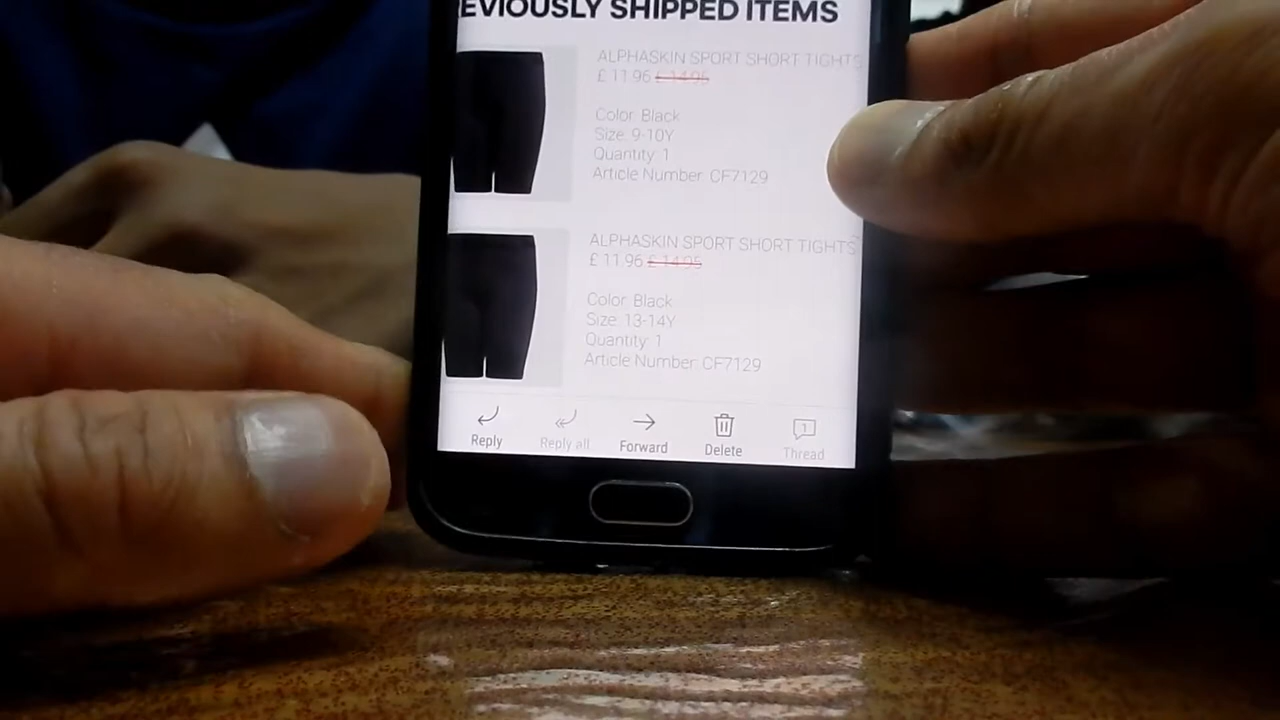 EVIOUSLY SHIPPED ITEMS
ALPHASKIN SPORT SHORT TIGHTS
£ 11.96 £ 14.95
Color: Black
Size: 9-10Y
Quantity: 1
Article Number: CF7129
ALPHASKIN SPORT SHORT TIGHTS
£ 11.96 £ 14.95
Color: Black
Size: 13-14Y
Quantity: 1
Article Number: CF7129
Reply Reply all Forward Delete 1 Thread